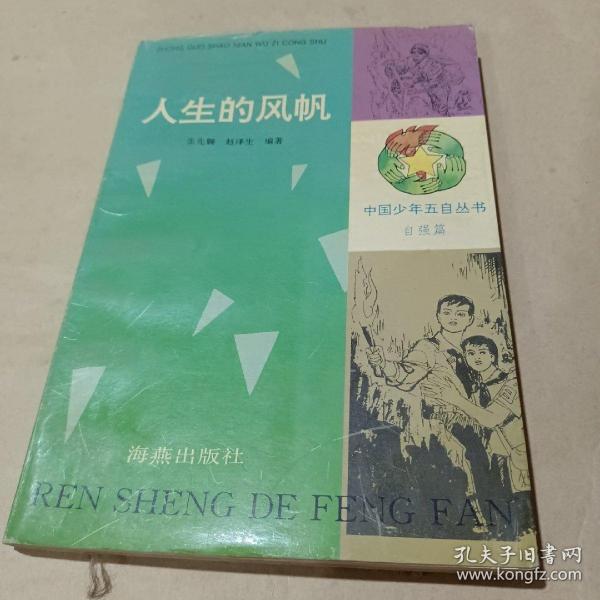 ZHONG GUO SHAO NIAN WU ZI CONG SHU
人生的风帆
赵泽生 编著
中国少年五自丛书
自强篇
海燕出版社
REN SHENG DE FENG FAN
孔夫子旧书网
www.kongfz.com